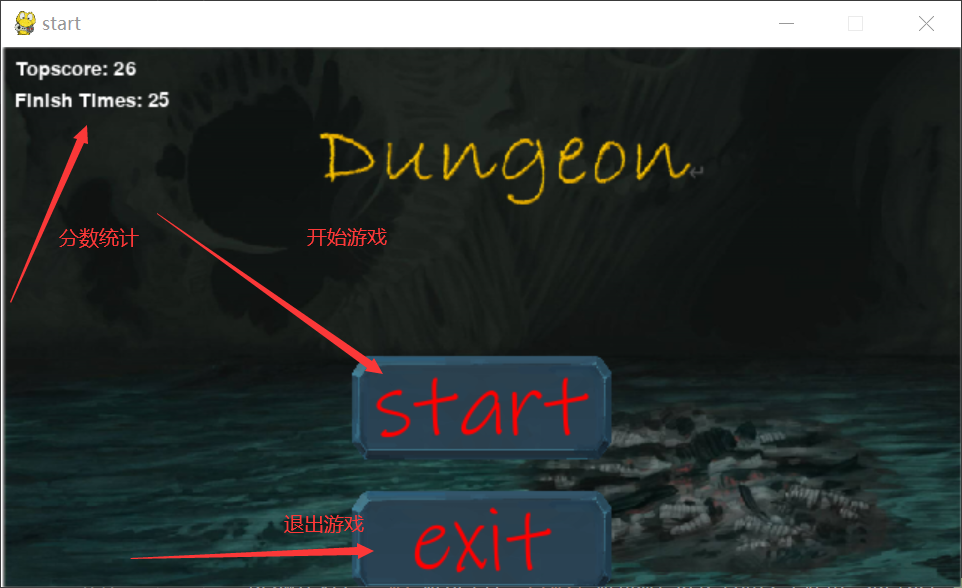 start
Topscore: 26
Finish Times: 25
Dungeon↵
分数统计
开始游戏
start
退出游戏
exit